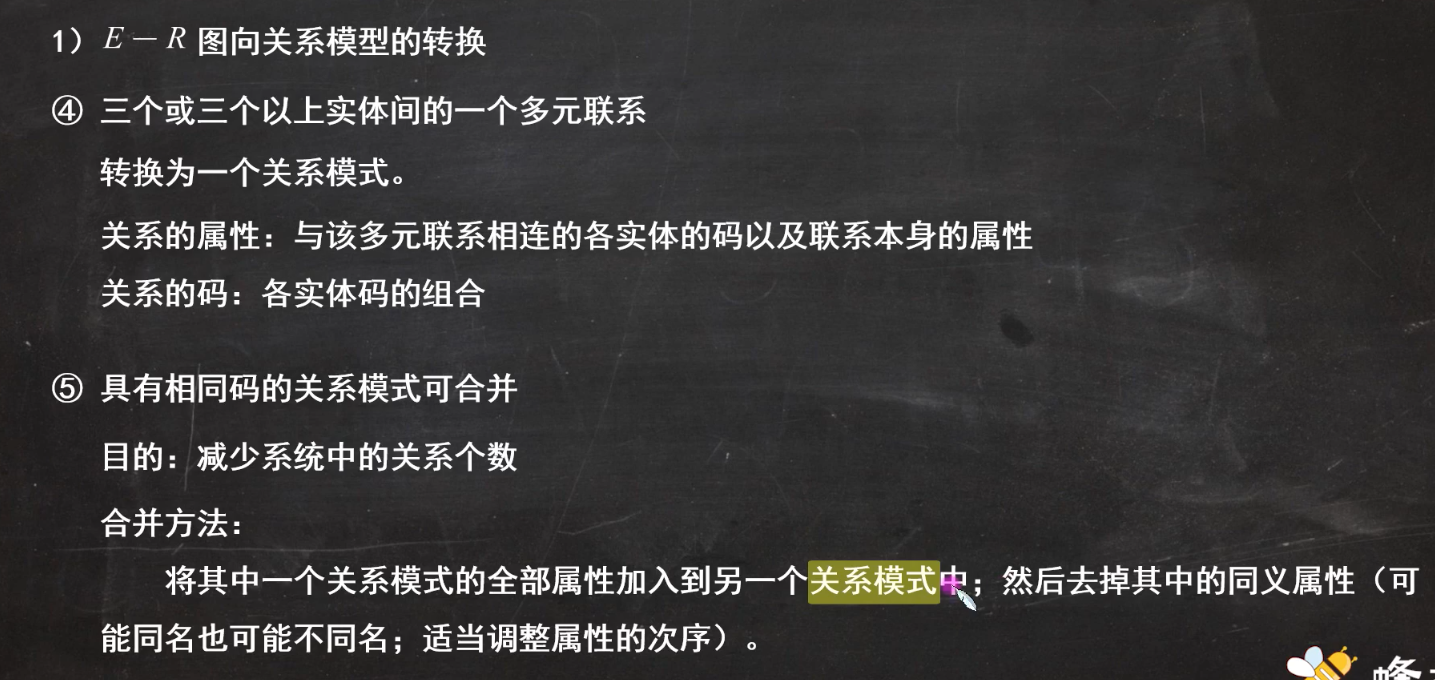 1）E－R 图向关系模型的转换
④ 三个或三个以上实体间的一个多元联系
转换为一个关系模式。
关系的属性：与该多元联系相连的各实体的码以及联系本身的属性
关系的码：各实体码的组合
⑤ 具有相同码的关系模式可合并
目的：减少系统中的关系个数
合并方法：
将其中一个关系模式的全部属性加入到另一个关系模式中；然后去掉其中的同义属性（可
能同名也可能不同名；适当调整属性的次序）。